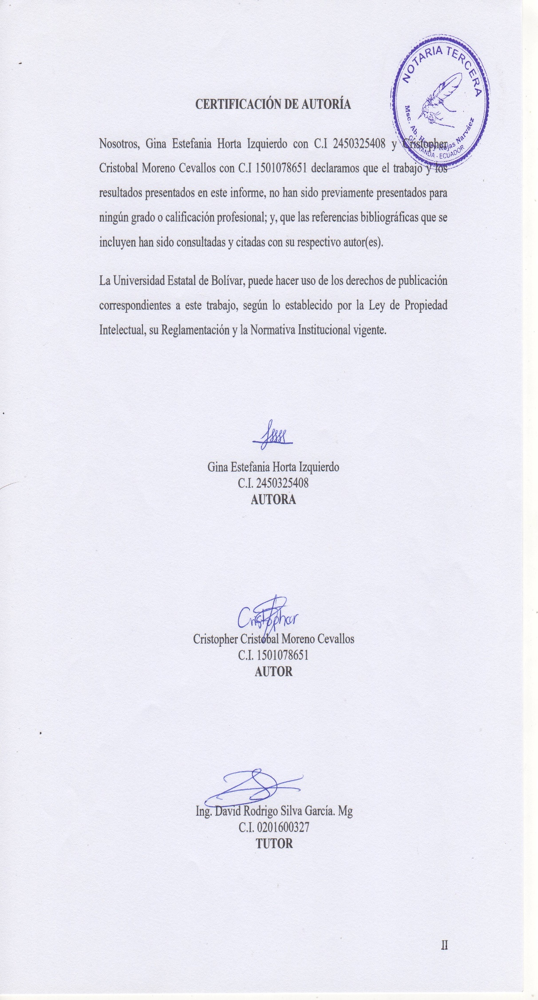 NOTARIA TERCERA
Msc. Ab. Henry Rojas Narváez
GUARANDA - ECUADOR
CERTIFICACIÓN DE AUTORÍA
Nosotros, Gina Estefania Horta Izquierdo con C.I 2450325408 y Cristopher
Cristobal Moreno Cevallos con C.I 1501078651 declaramos que el trabajo y los
resultados presentados en este informe, no han sido previamente presentados para
ningún grado o calificación profesional; y, que las referencias bibliográficas que se
incluyen han sido consultadas y citadas con su respectivo autor(es).
La Universidad Estatal de Bolívar, puede hacer uso de los derechos de publicación
correspondientes a este trabajo, según lo establecido por la Ley de Propiedad
Intelectual, su Reglamentación y la Normativa Institucional vigente.
Gina Estefania Horta Izquierdo
C.I. 2450325408
AUTORA
Cristopher
Cristopher Cristobal Moreno Cevallos
C.I. 1501078651
AUTOR
Ing. David Rodrigo Silva García. Mg
C.I. 0201600327
TUTOR
II